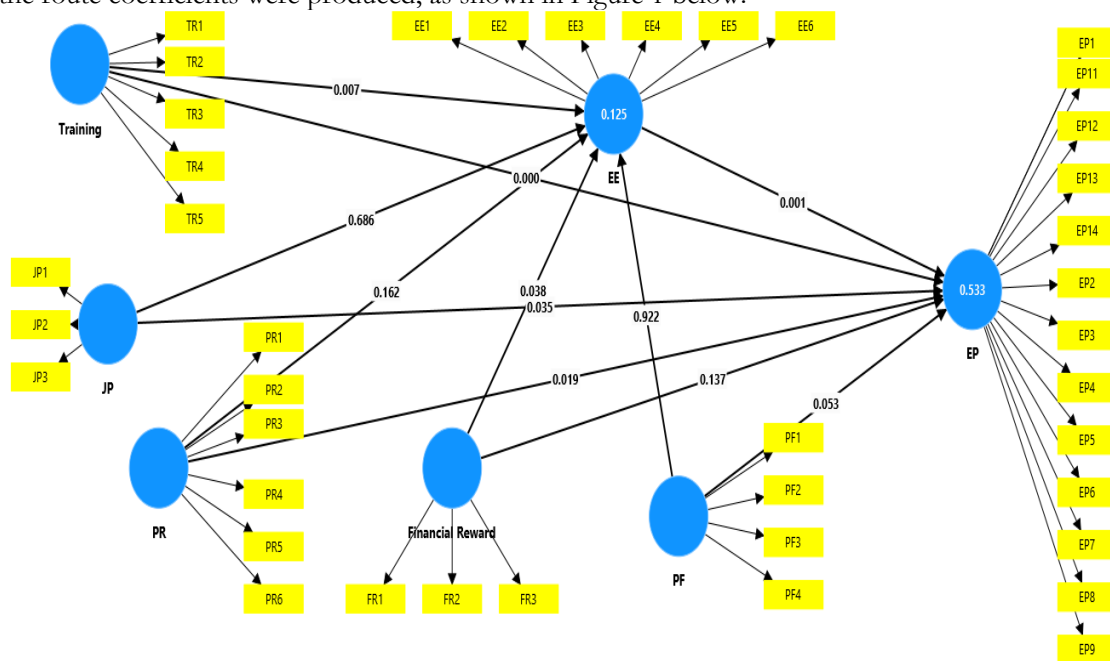 the route coefficients were produced, as shown in Figure 1 below.
EE1 EE2 EE3 EE4 EE5 EE6
TR1
TR2
TR3
TR4
TR5
Training
0.007
0.125
EE
EP1
EP11
EP12
EP13
EP14
EP2
EP3
EP4
EP5
EP6
EP7
EP8
EP9
0.000
0.001
0.686
0.162
0.038
0.035
0.922
0.533
EP
JP1
JP2
JP3
JP
PR1
PR2
PR3
PR4
PR5
PR6
PR
0.019
0.137
0.053
Financial Reward
FR1 FR2 FR3
PF1
PF2
PF3
PF4
PF